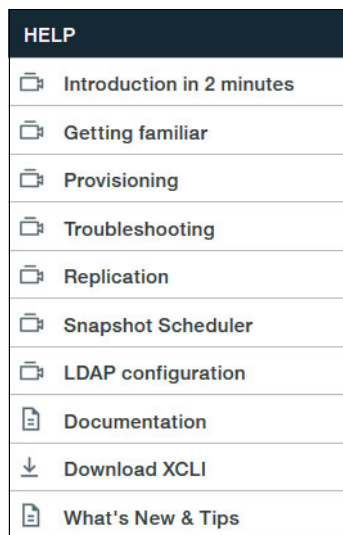 HELP
Introduction in 2 minutes
Getting familiar
Provisioning
Troubleshooting
Replication
Snapshot Scheduler
LDAP configuration
Documentation
Download XCLI
What's New & Tips